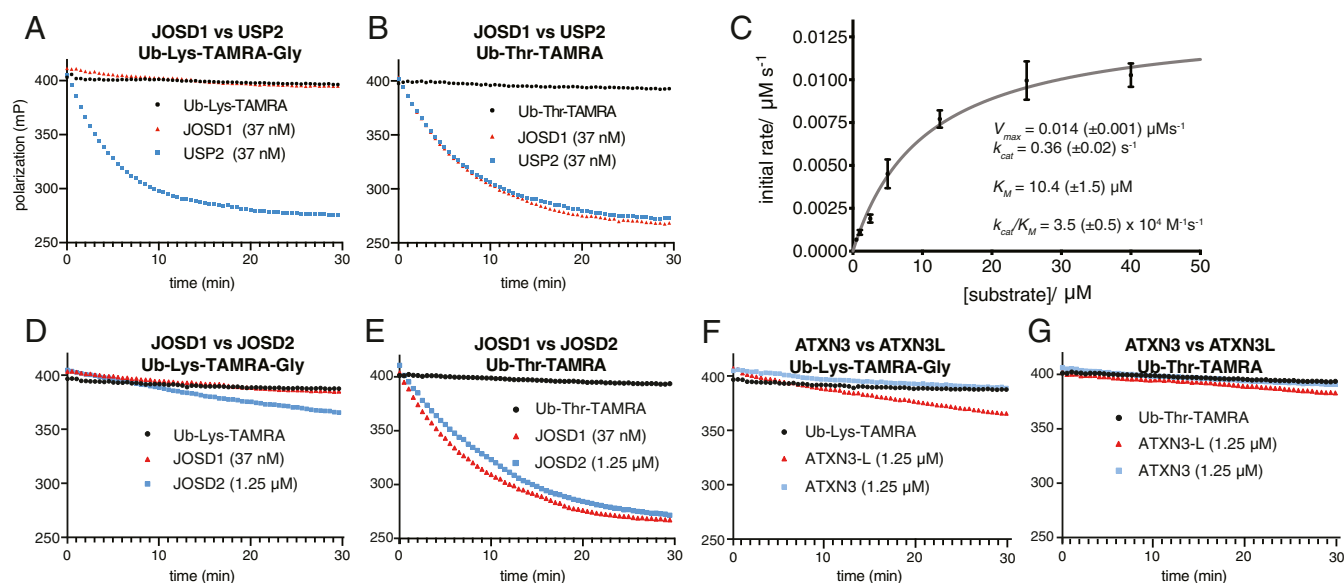 A
JOSD1 vs USP2
Ub-Lys-TAMRA-Gly
polarization (mP)
400
350
300
250
Ub-Lys-TAMRA
JOSD1 (37 nM)
USP2 (37 nM)
0 10 20 30
time (min)
B
JOSD1 vs USP2
Ub-Thr-TAMRA
400
350
300
250
Ub-Thr-TAMRA
JOSD1 (37 nM)
USP2 (37 nM)
0 10 20 30
time (min)
C
initial rate/ µM s⁻¹
0.0125
0.0100
0.0075
0.0050
0.0025
0.0000
Vmax = 0.014 (±0.001) µMs⁻¹
kcat = 0.36 (±0.02) s⁻¹
KM = 10.4 (±1.5) µM
kcat/KM = 3.5 (±0.5) x 10⁴ M⁻¹s⁻¹
0 10 20 30 40 50
[substrate]/ µM
D
JOSD1 vs JOSD2
Ub-Lys-TAMRA-Gly
400
350
300
250
Ub-Lys-TAMRA
JOSD1 (37 nM)
JOSD2 (1.25 µM)
0 10 20 30
time (min)
E
JOSD1 vs JOSD2
Ub-Thr-TAMRA
400
350
300
250
Ub-Thr-TAMRA
JOSD1 (37 nM)
JOSD2 (1.25 µM)
0 10 20 30
time (min)
F
ATXN3 vs ATXN3L
Ub-Lys-TAMRA-Gly
400
350
400
250
Ub-Lys-TAMRA
ATXN3-L (1.25 µM)
ATXN3 (1.25 µM)
0 10 20 30
time (min)
G
ATXN3 vs ATXN3L
Ub-Thr-TAMRA
400
350
400
250
Ub-Thr-TAMRA
ATXN3-L (1.25 µM)
ATXN3 (1.25 µM)
0 10 20 30
time (min)